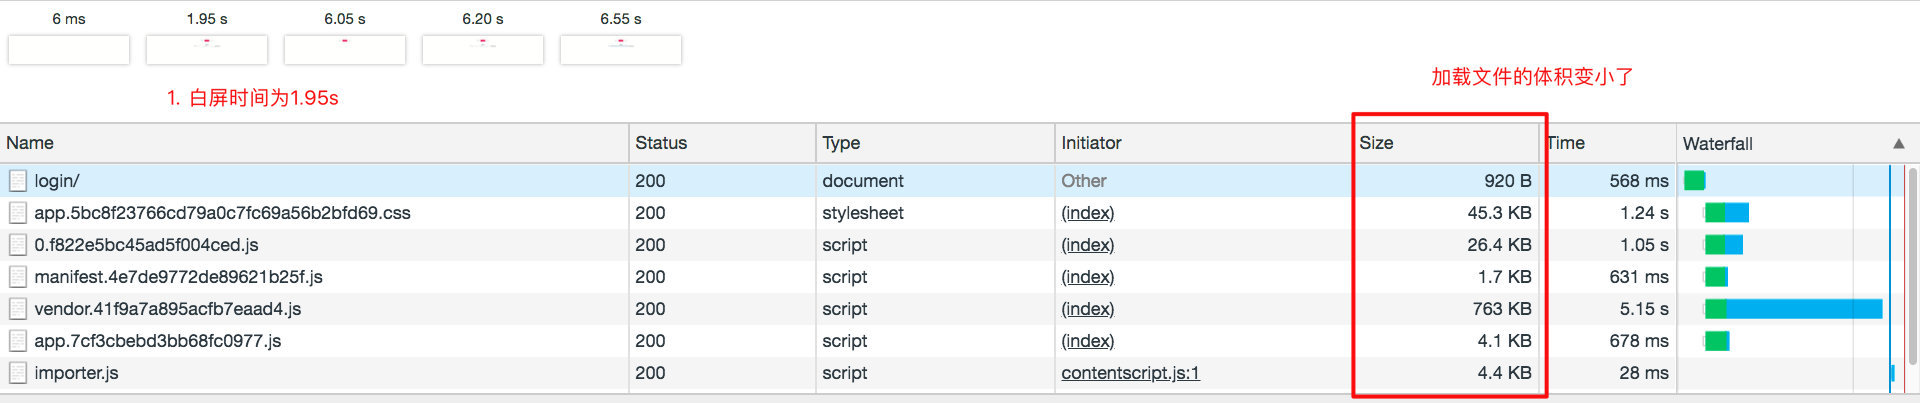 6 ms 1.95 s 6.05 s 6.20 s 6.55 s
加载文件的体积变小了
1. 白屏时间为1.95s
Name Status Type Initiator Size Time Waterfall ▲
login/ 200 document Other 920 B 568 ms
app.5bc8f23766cd79a0c7fc69a56b2bfd69.css 200 stylesheet (index) 45.3 KB 1.24 s
0.f822e5bc45ad5f004ced.js 200 script (index) 26.4 KB 1.05 s
manifest.4e7de9772de89621b25f.js 200 script (index) 1.7 KB 631 ms
vendor.41f9a7a895acfb7eaad4.js 200 script (index) 763 KB 5.15 s
app.7cf3cbebd3bb68fc0977.js 200 script (index) 4.1 KB 678 ms
importer.js 200 script contentscript.js:1 4.4 KB 28 ms